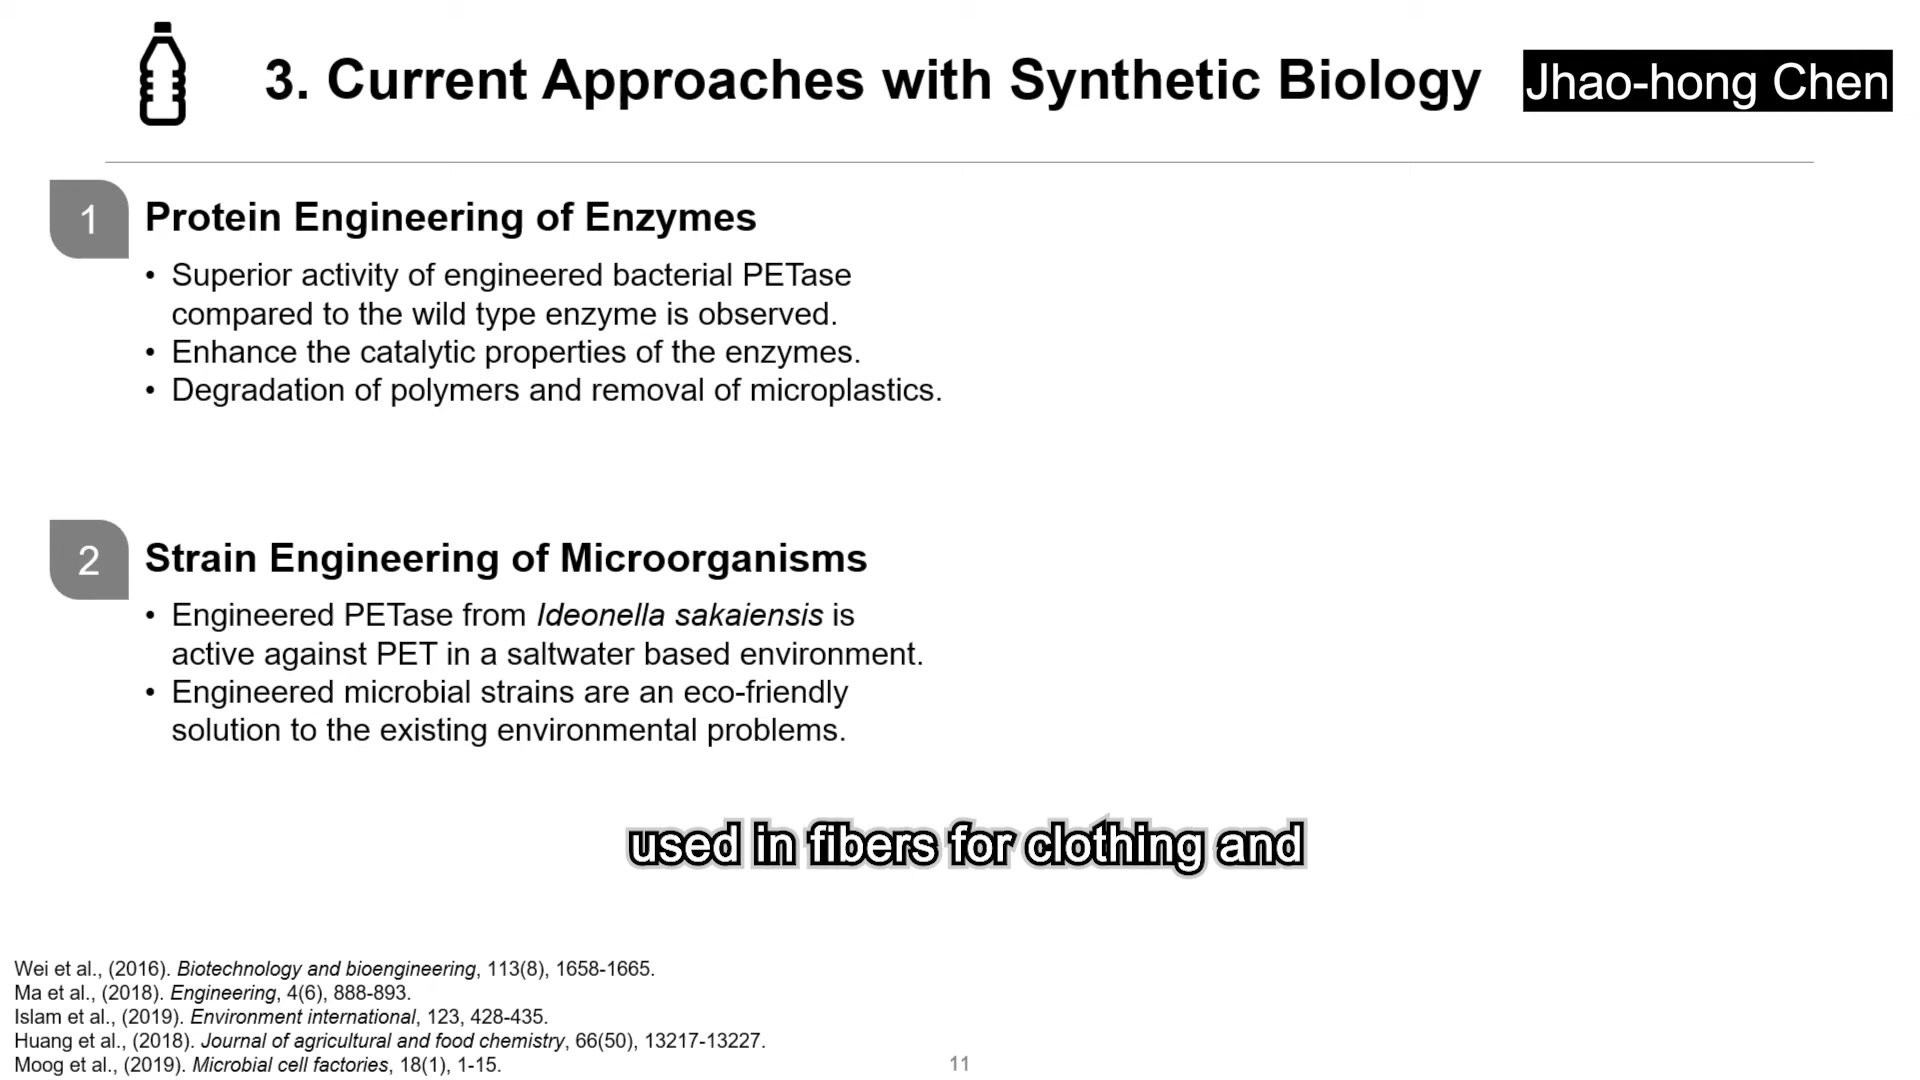 3. Current Approaches with Synthetic Biology
Jhao-hong Chen
1
Protein Engineering of Enzymes
• Superior activity of engineered bacterial PETase
compared to the wild type enzyme is observed.
• Enhance the catalytic properties of the enzymes.
• Degradation of polymers and removal of microplastics.
2
Strain Engineering of Microorganisms
• Engineered PETase from Ideonella sakaiensis is
active against PET in a saltwater based environment.
• Engineered microbial strains are an eco-friendly
solution to the existing environmental problems.
used in fibers for clothing and
Wei et al., (2016). Biotechnology and bioengineering, 113(8), 1658-1665.
Ma et al., (2018). Engineering, 4(6), 888-893.
Islam et al., (2019). Environment international, 123, 428-435.
Huang et al., (2018). Journal of agricultural and food chemistry, 66(50), 13217-13227.
Moog et al., (2019). Microbial cell factories, 18(1), 1-15.
11